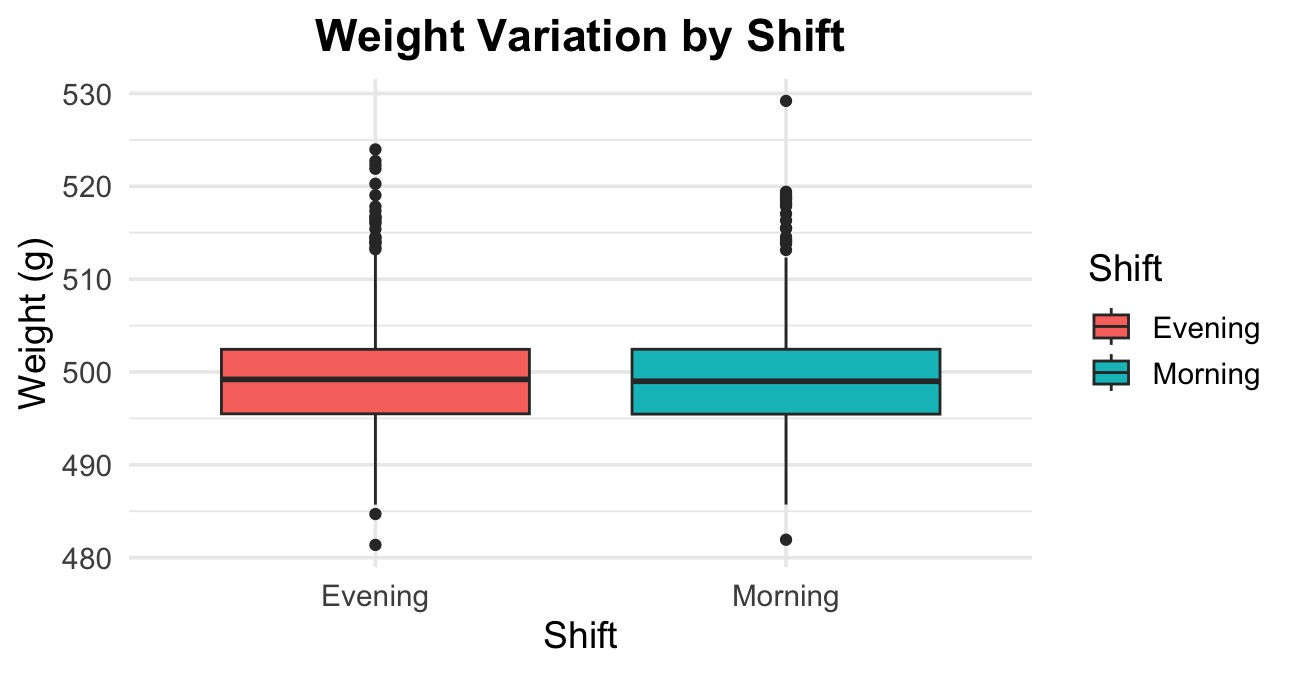 Weight Variation by Shift
530
520
510
500
490
480
Weight (g)
Evening
Morning
Shift
Shift
Evening
Morning